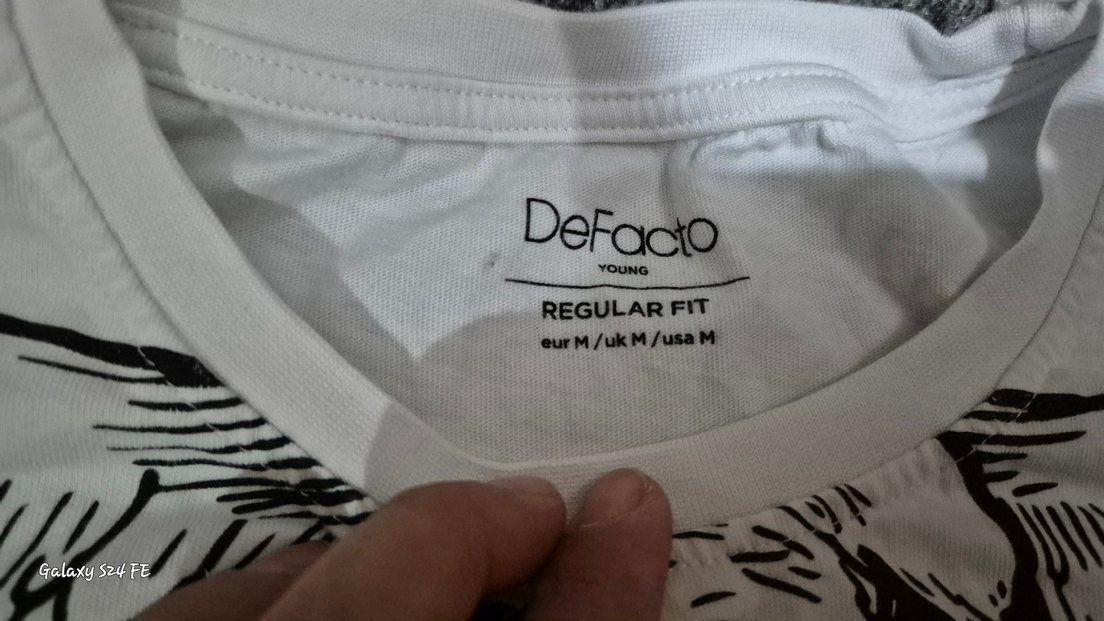 DeFacto
YOUNG
REGULAR FIT
eur M / uk M / usa M
Galaxy S24 FE